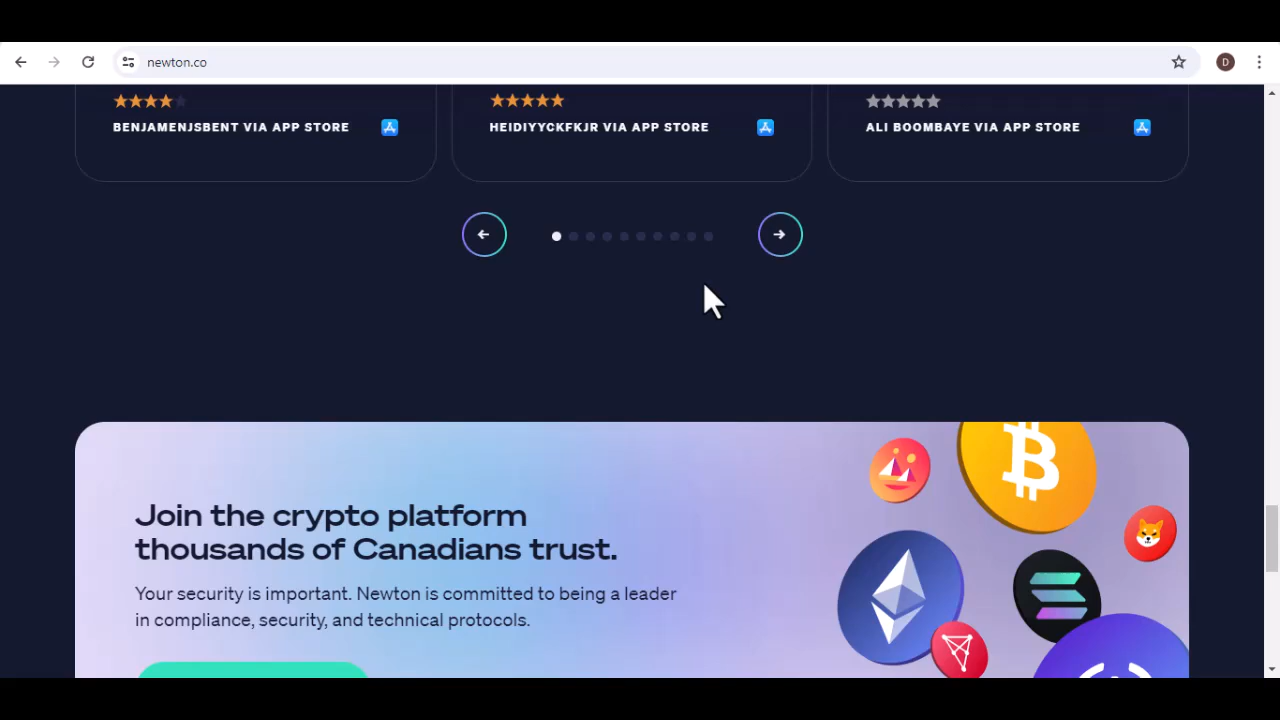 newton.co
D
BENJAMENJSBENT VIA APP STORE
HEIDIYYCKFKJR VIA APP STORE
ALI BOOMBAYE VIA APP STORE
Join the crypto platform
thousands of Canadians trust.
Your security is important. Newton is committed to being a leader
in compliance, security, and technical protocols.